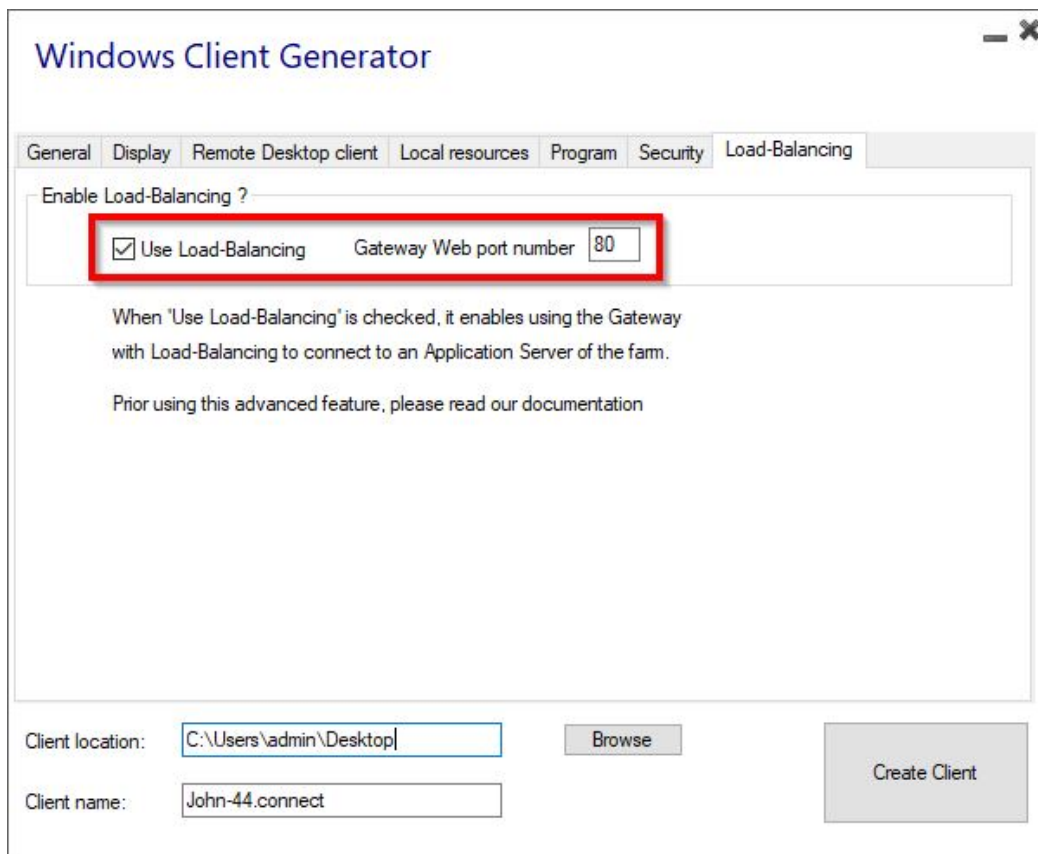 Windows Client Generator
General Display Remote Desktop client Local resources Program Security Load-Balancing
Enable Load-Balancing ?
Use Load-Balancing Gateway Web port number 80
When 'Use Load-Balancing' is checked, it enables using the Gateway
with Load-Balancing to connect to an Application Server of the farm.
Prior using this advanced feature, please read our documentation
Client location: C:\Users\admin\Desktop Browse
Create Client
Client name: John-44.connect